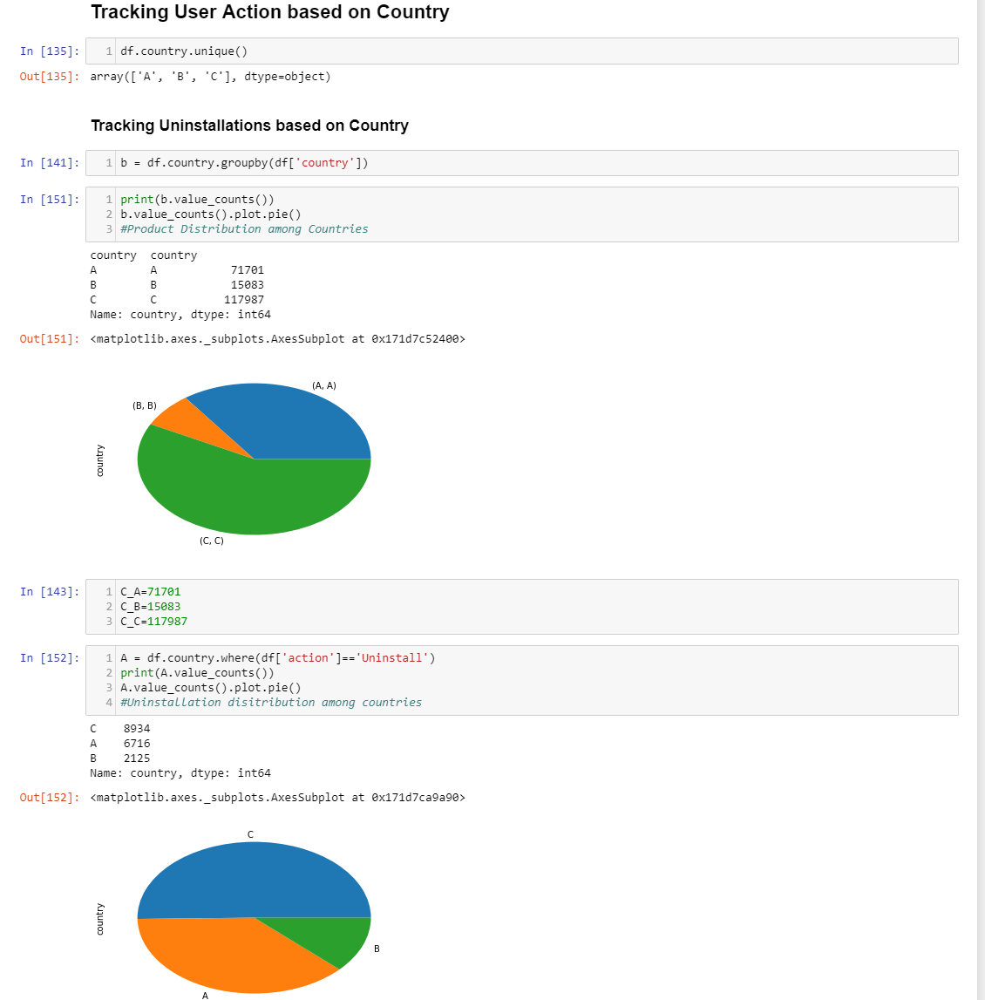 Tracking User Action based on Country
In [135]: 1 df.country.unique()
Out[135]: array(['A', 'B', 'C'], dtype=object)
Tracking Uninstallations based on Country
In [141]: 1 b = df.country.groupby(df['country'])
In [151]: 1 print(b.value_counts())
2 b.value_counts().plot.pie()
3 #Product Distribution among Countries
country country
A A 71701
B B 15083
C C 117987
Name: country, dtype: int64
Out[151]: <matplotlib.axes._subplots.AxesSubplot at 0x171d7c52400>
(A, A)
(B, B)
country
(C, C)
In [143]: 1 C_A=71701
2 C_B=15083
3 C_C=117987
In [152]: 1 A = df.country.where(df['action']=='Uninstall')
2 print(A.value_counts())
3 A.value_counts().plot.pie()
4 #Uninstallation disitribution among countries
C 8934
A 6716
B 2125
Name: country, dtype: int64
Out[152]: <matplotlib.axes._subplots.AxesSubplot at 0x171d7ca9a90>
C
country
B
A